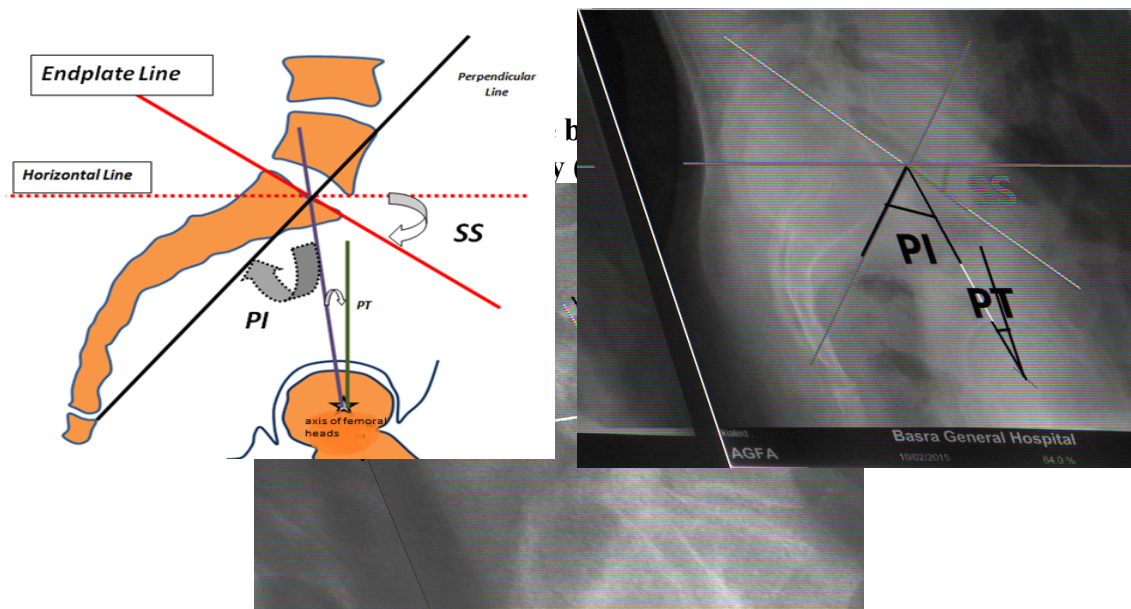 Endplate Line
Perpendicular
Line
Horizontal Line
SS
PI
PT
axis of femoral
heads
b
y (
SS
PI
PT
Basra General Hospital
AGFA
10/02/2015
64.0 %